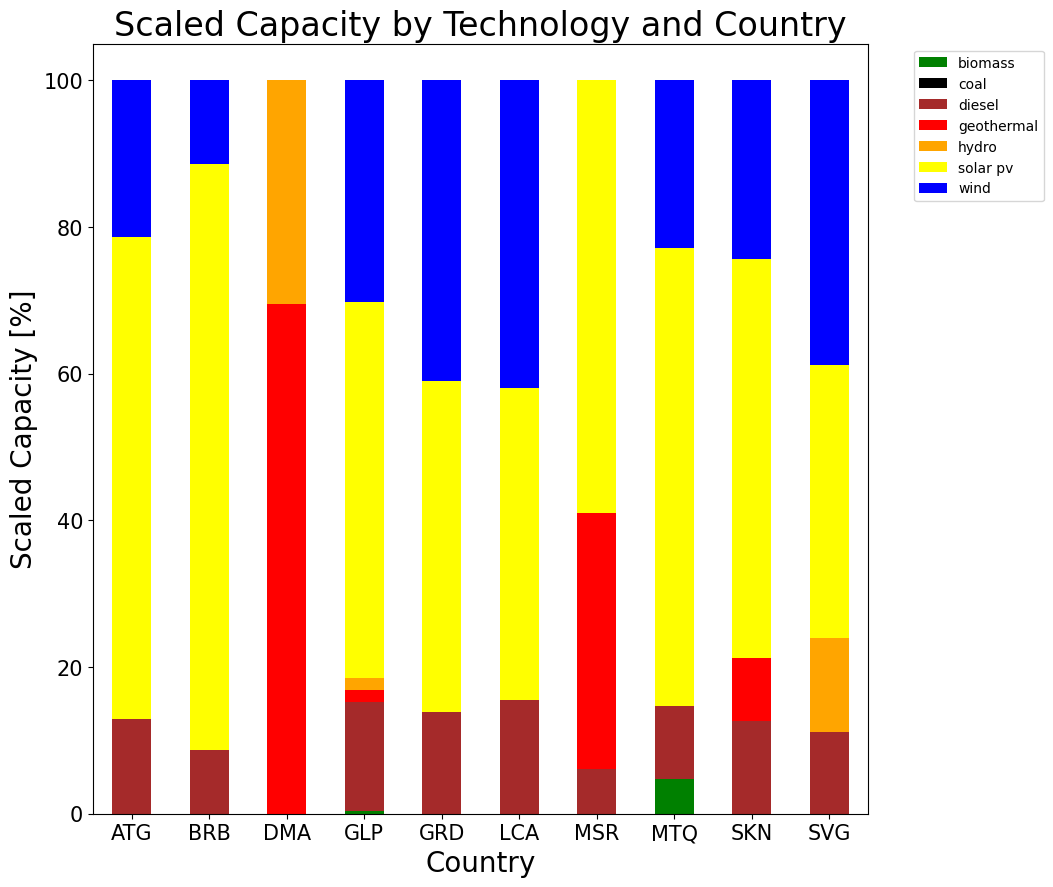 Scaled Capacity by Technology and Country
Scaled Capacity [%]
100
80
60
40
20
0
ATG BRB DMA GLP GRD LCA MSR MTQ SKN SVG
Country
biomass
coal
diesel
geothermal
hydro
solar pv
wind